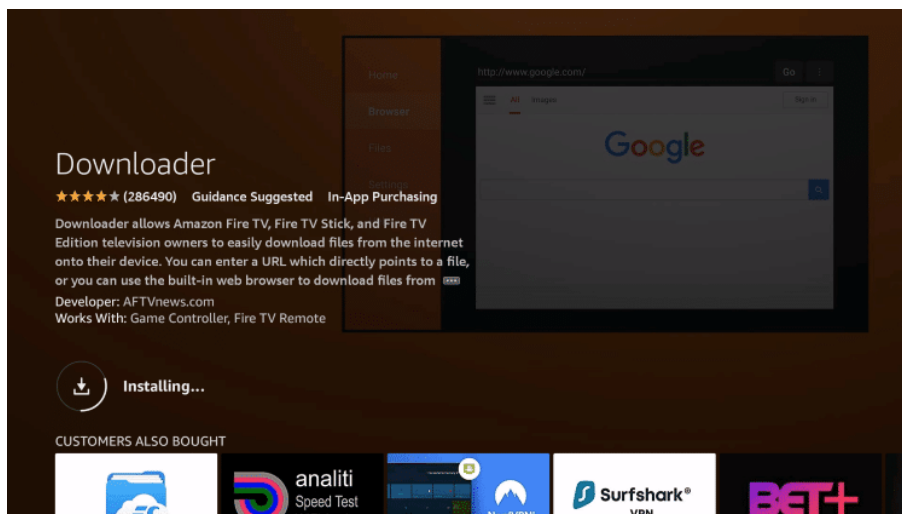 Home
http://www.google.com/
Go
Browser
All
Images
Sign in
Files
Google
Downloader
(286490) Guidance Suggested In-App Purchasing
Downloader allows Amazon Fire TV, Fire TV Stick, and Fire TV
Edition television owners to easily download files from the internet
onto their device. You can enter a URL which directly points to a file,
or you can use the built-in web browser to download files from
Developer: AFTVnews.com
Works With: Game Controller, Fire TV Remote
Installing...
CUSTOMERS ALSO BOUGHT
analiti
Speed Test
Surfshark®
VPN
BET+